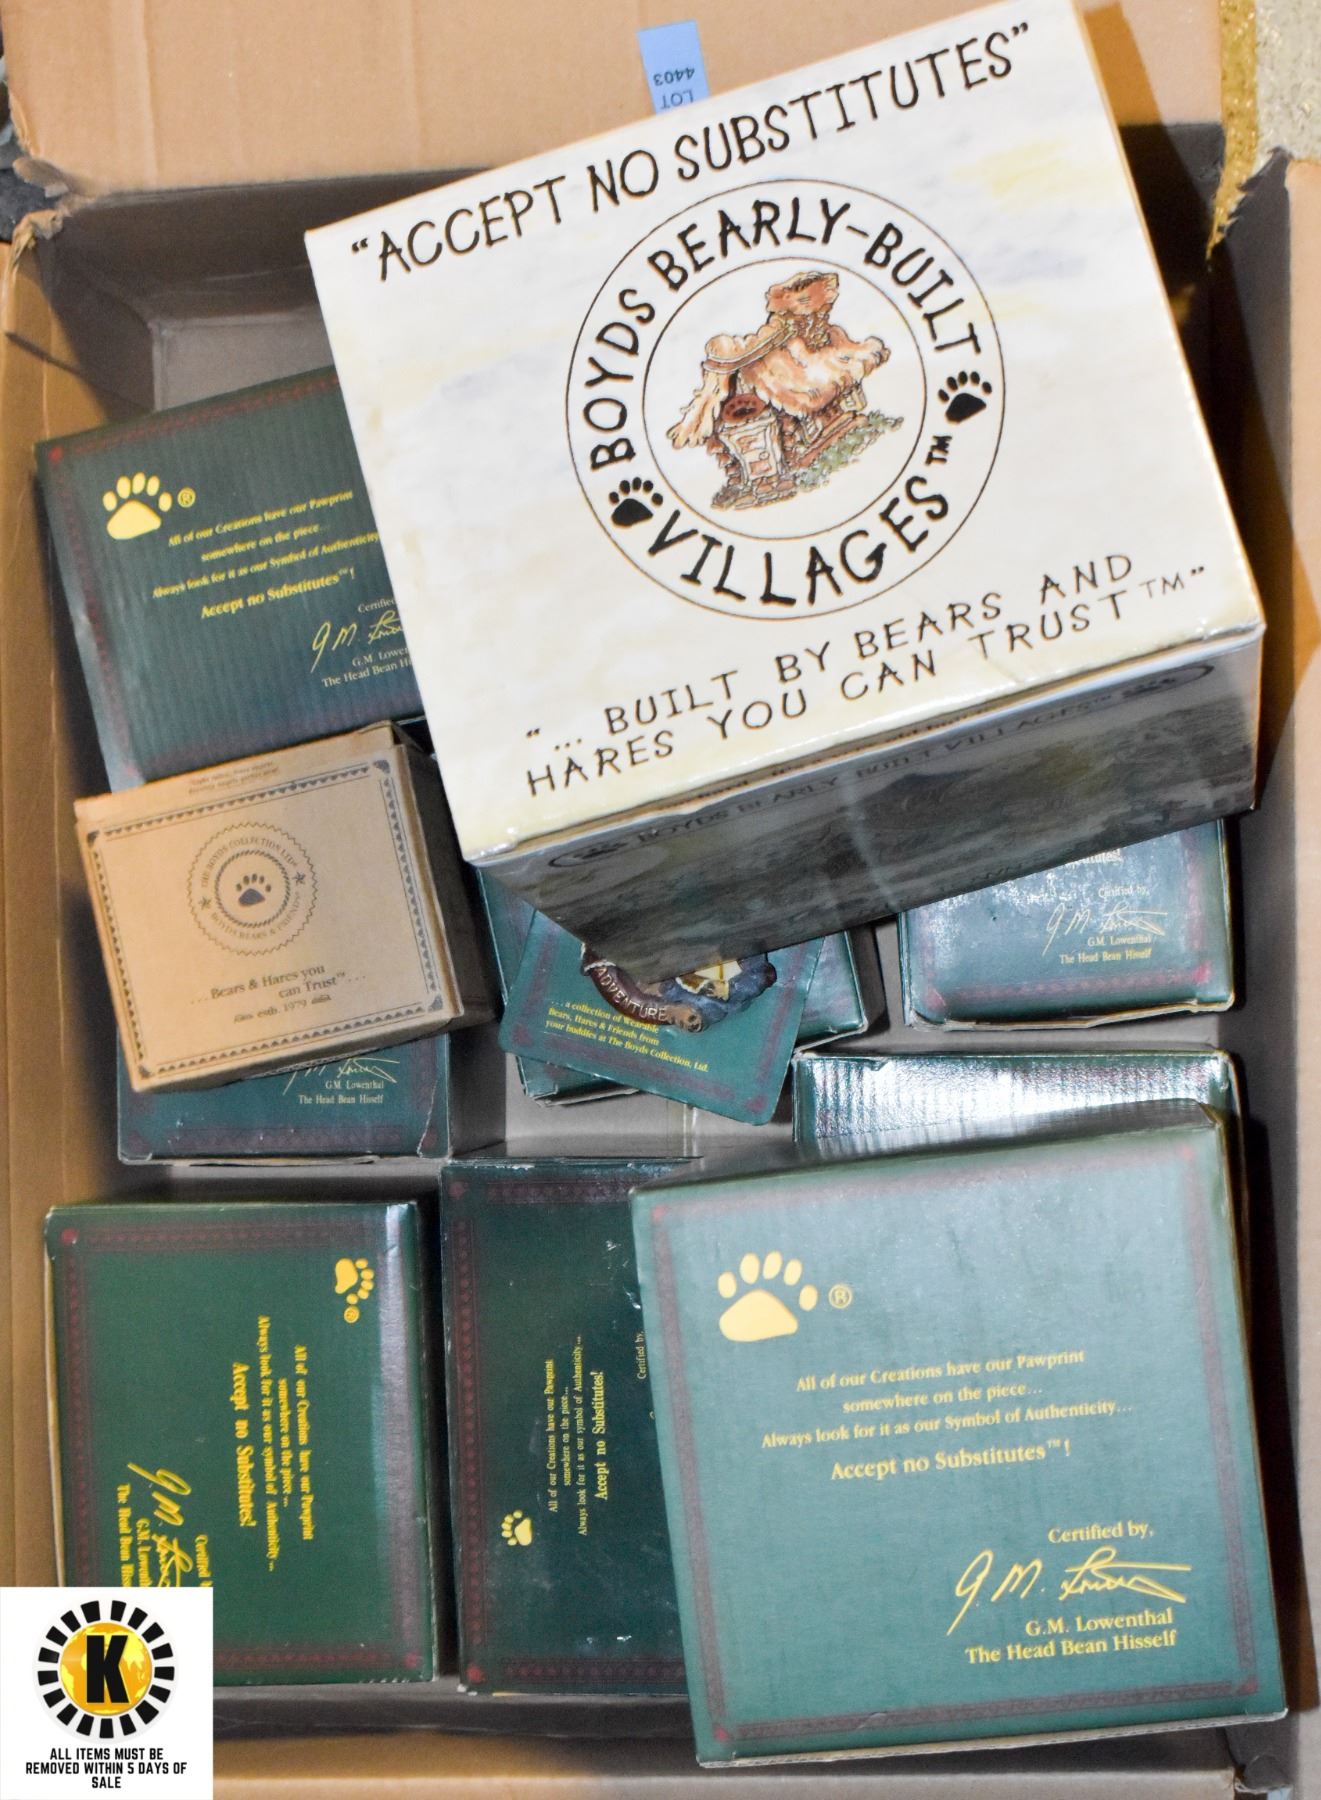 LOT
4403
"ACCEPT NO SUBSTITUTES"
BOYDS BEARLY-BUILT
VILLAGES™
"... BUILT BY BEARS AND
HARES YOU CAN TRUST™"
®
All of our Creations have our Pawprint
somewhere on the piece...
Always look for it as our Symbol of Authenticity
Accept no Substitutes™!
Certified
G.M.
The Head Bean
THE BOYDS COLLECTION LTD®
BOYDS BEARS & FRIENDS
...Bears & Hares you
can Trust™...
estb. 1979
G.M. Lowenthal
The Head Bean Hisself
ADVENTURE
...a collection of Wearable
Bears, Hares & Friends from
your buddies at The Boyds Collection, Ltd.
Certified by,
G.M. Lowenthal
The Head Bean Hisself
®
All of our Creations have our Pawprint
somewhere on the piece...
Always look for it as our symbol of Authenticity...
Accept no Substitutes!
Certified
G.M.
The Head Bean
All of our Creations have our Pawprint
somewhere on the piece...
Always look for it as our symbol of Authenticity...
Accept no Substitutes!
Certified by,
®
All of our Creations have our Pawprint
somewhere on the piece...
Always look for it as our Symbol of Authenticity...
Accept no Substitutes™!
Certified by,
G.M. Lowenthal
G.M. Lowenthal
The Head Bean Hisself
K
ALL ITEMS MUST BE
REMOVED WITHIN 5 DAYS OF
SALE